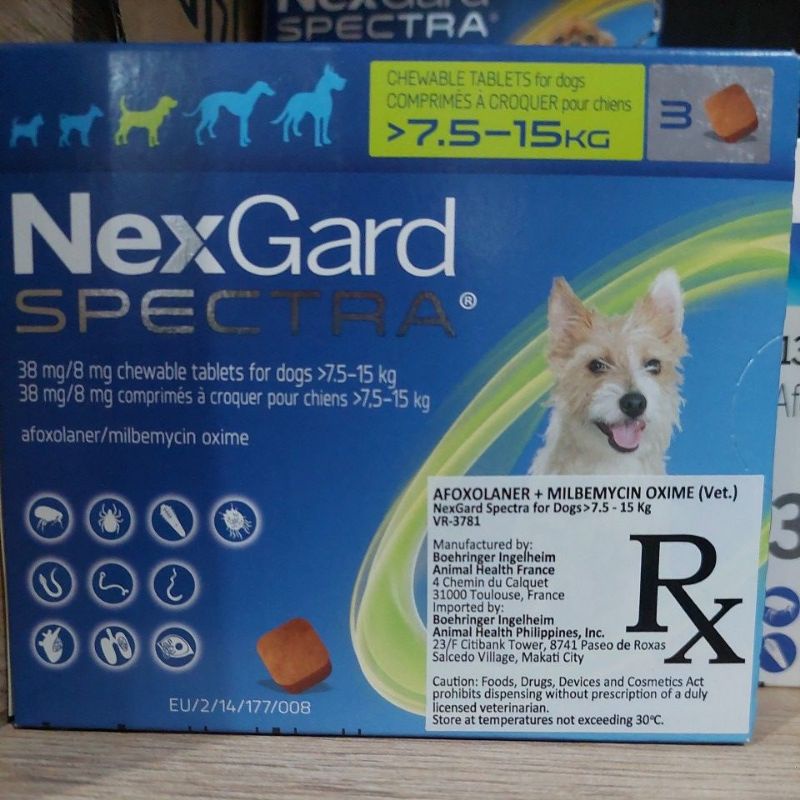 NexGard
SPECTRA®
CHEWABLE TABLETS for dogs
COMPRIMÉS À CROQUER pour chiens
>7.5–15KG
3
NexGard
SPECTRA®
38 mg/8 mg chewable tablets for dogs >7.5–15 kg
38 mg/8 mg comprimés à croquer pour chiens >7,5–15 kg
afoxolaner/milbemycin oxime
EU/2/14/177/008
AFOXOLANER + MILBEMYCIN OXIME (Vet.)
NexGard Spectra for Dogs>7.5 - 15 Kg
VR-3781
Manufactured by:
Boehringer Ingelheim
Animal Health France
4 Chemin du Calquet
31000 Toulouse, France
Imported by:
Boehringer Ingelheim
Animal Health Philippines, Inc.
23/F Citibank Tower, 8741 Paseo de Roxas
Salcedo Village, Makati City
Rx
Caution: Foods, Drugs, Devices and Cosmetics Act
prohibits dispensing without prescription of a duly
licensed veterinarian.
Store at temperatures not exceeding 30°C.
13
Af
3